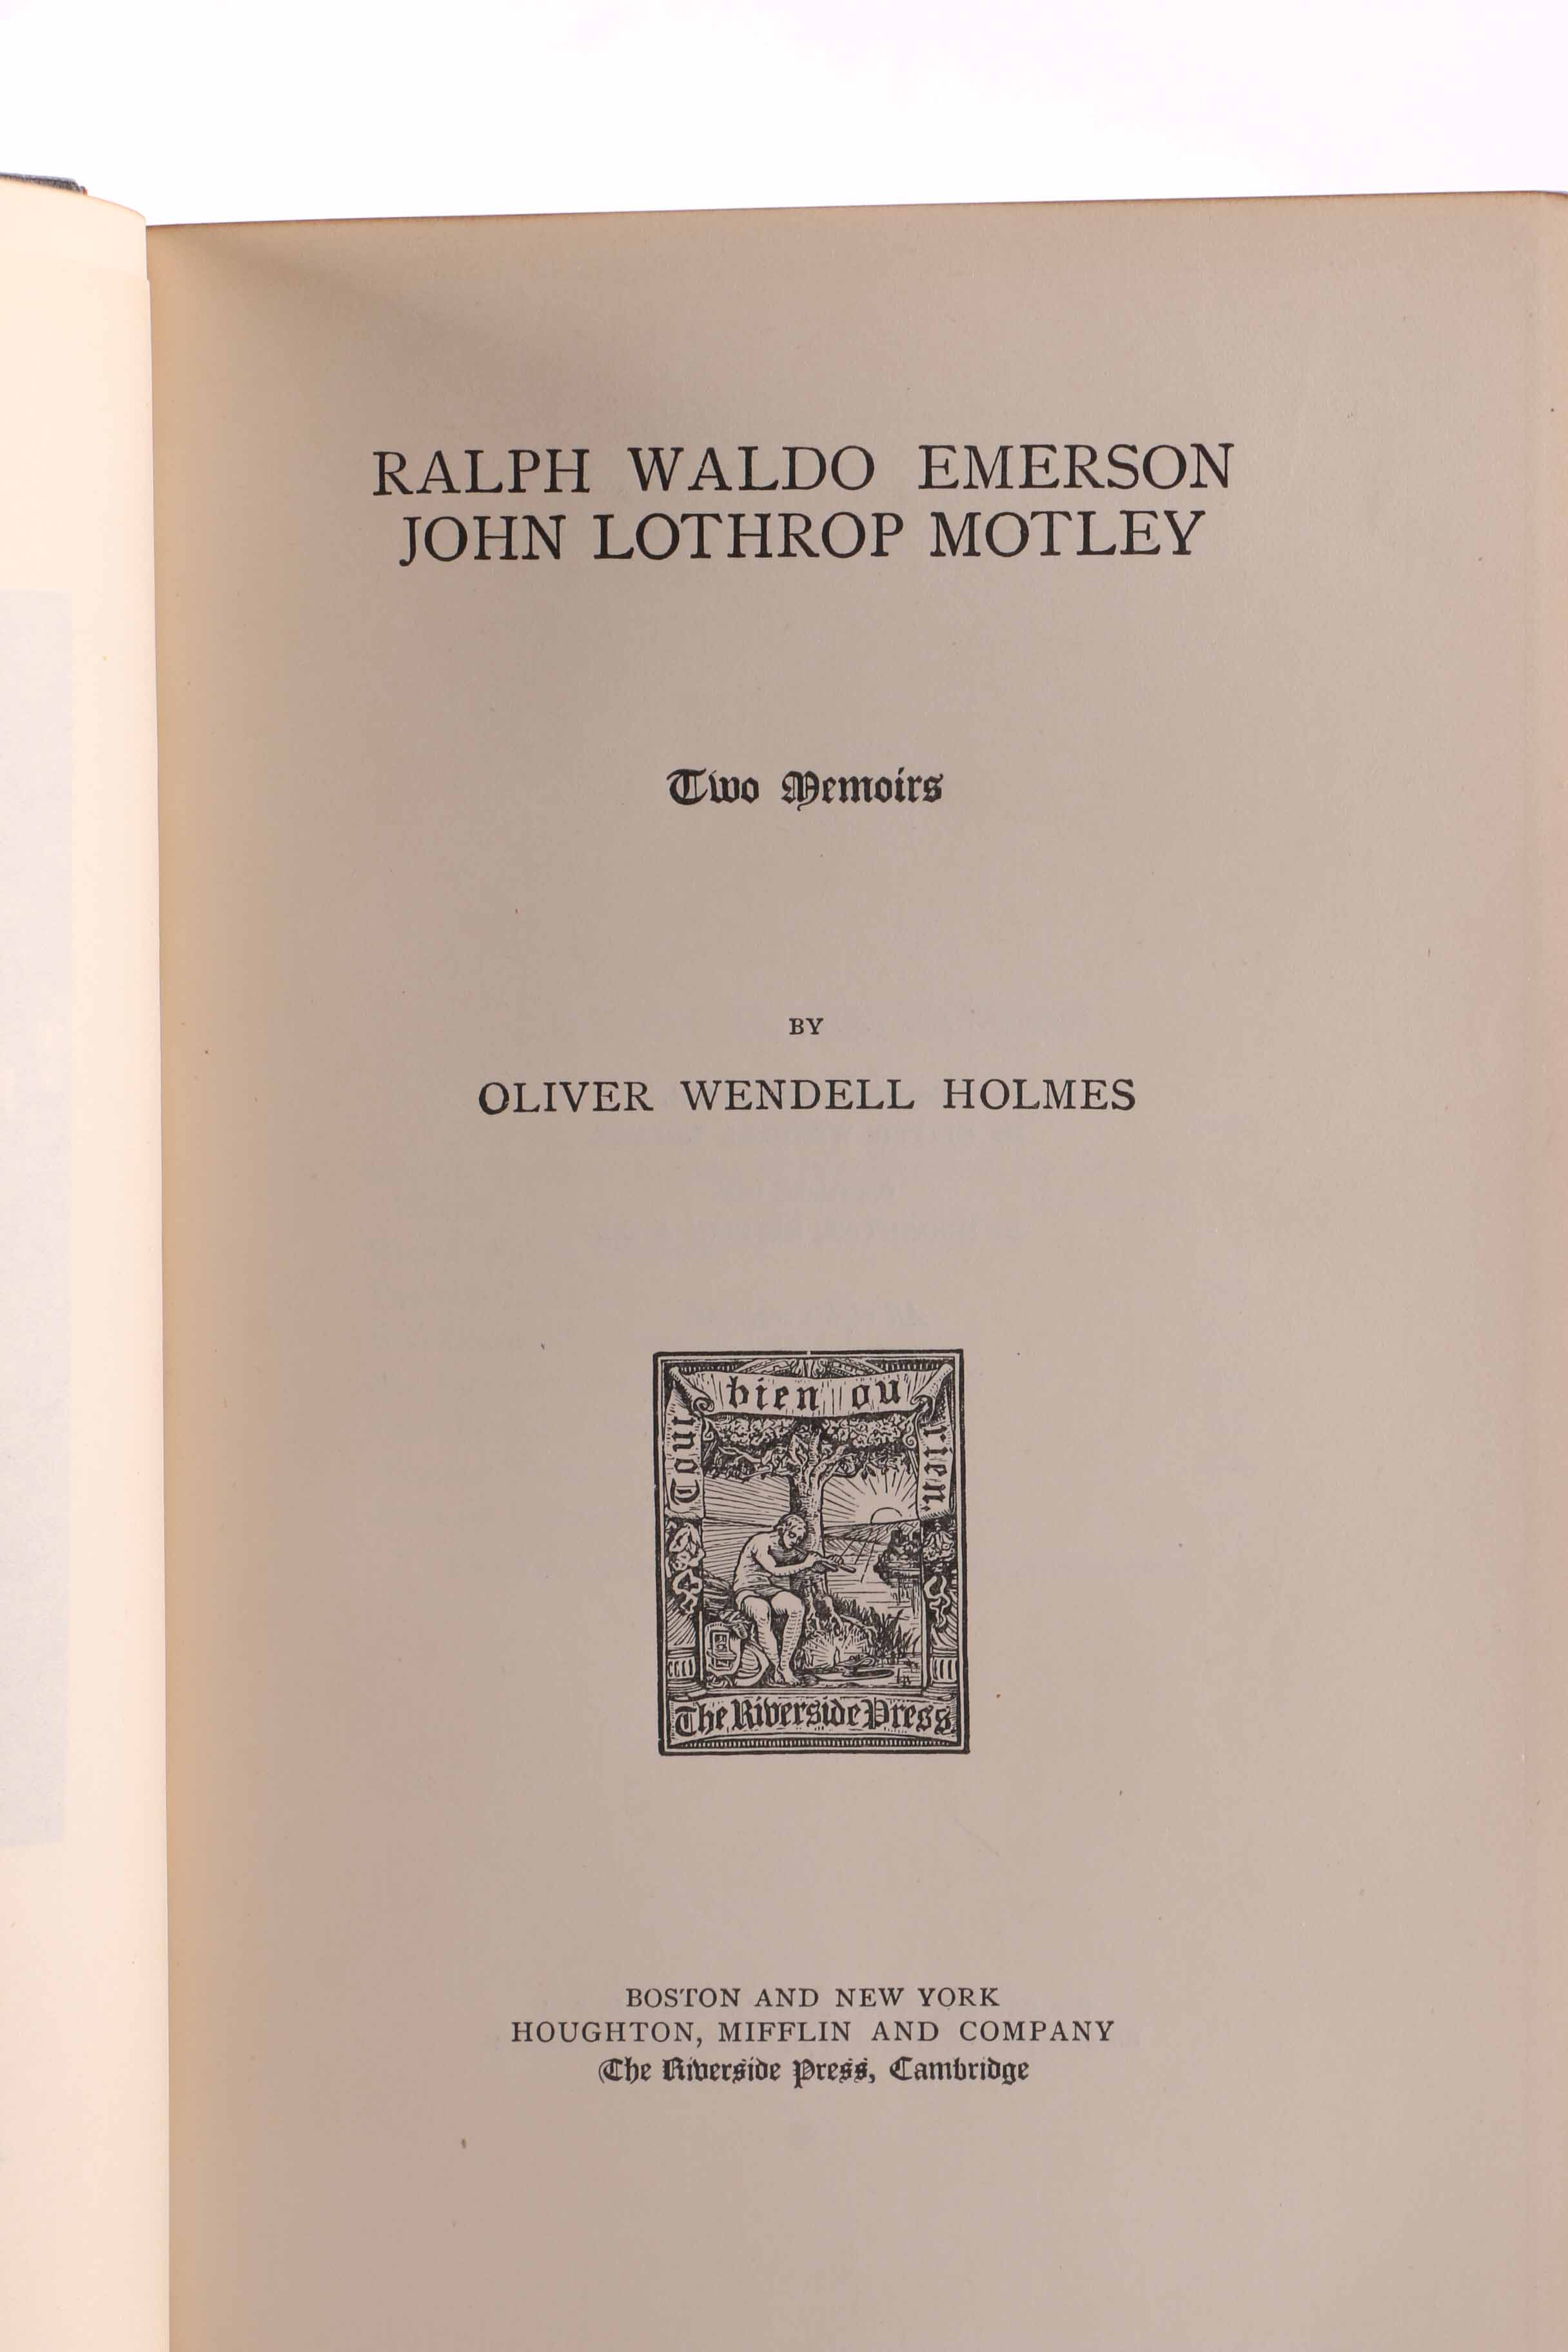 RALPH WALDO EMERSON
JOHN LOTHROP MOTLEY
Two Memoirs
BY
OLIVER WENDELL HOLMES
Tout bien ou rien.
The Riverside Press
BOSTON AND NEW YORK
HOUGHTON, MIFFLIN AND COMPANY
The Riverside Press, Cambridge